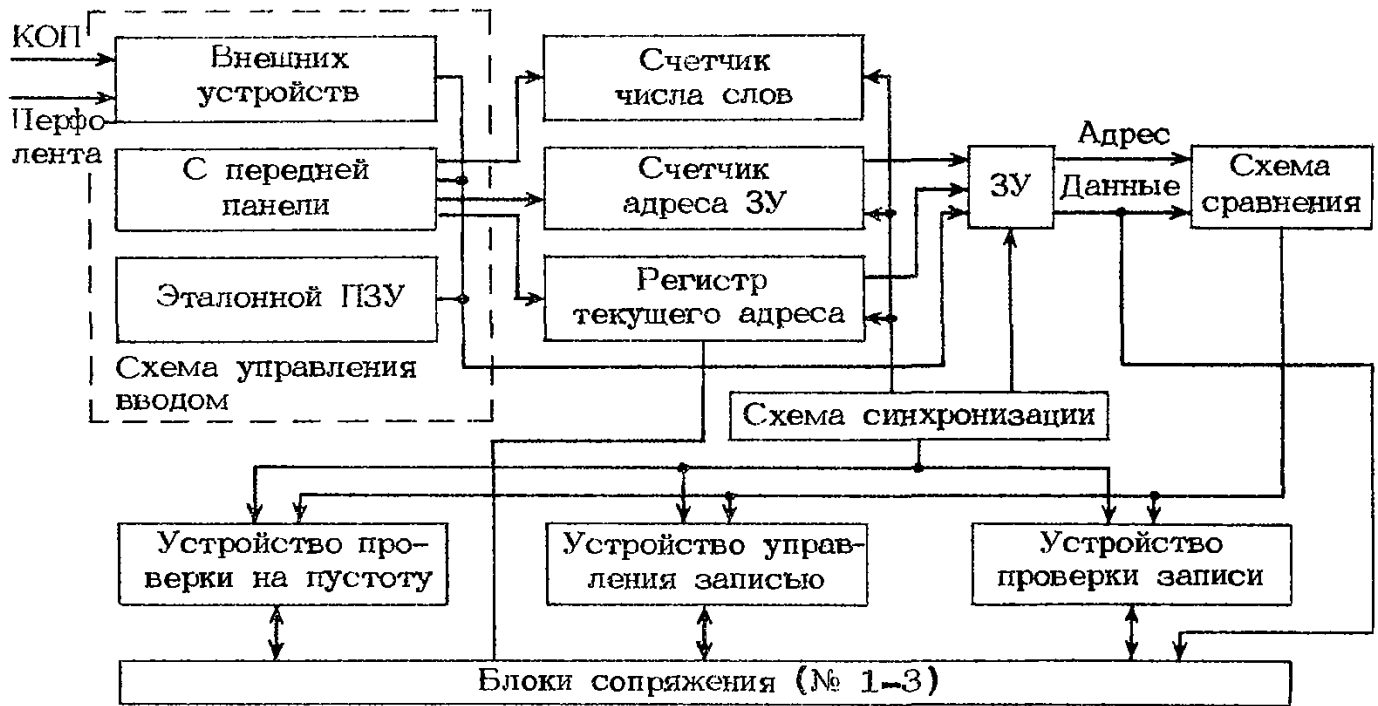 КОП
Перфо
лента
Внешних
устройств
С передней
панели
Эталонной ПЗУ
Схема управления
вводом
Счетчик
числа слов
Счетчик
адреса ЗУ
Регистр
текущего адреса
ЗУ
Адрес
Данные
Схема
сравнения
Схема синхронизации
Устройство про-
верки на пустоту
Устройство управ-
ления записью
Устройство
проверки записи
Блоки сопряжения (№ 1-3)